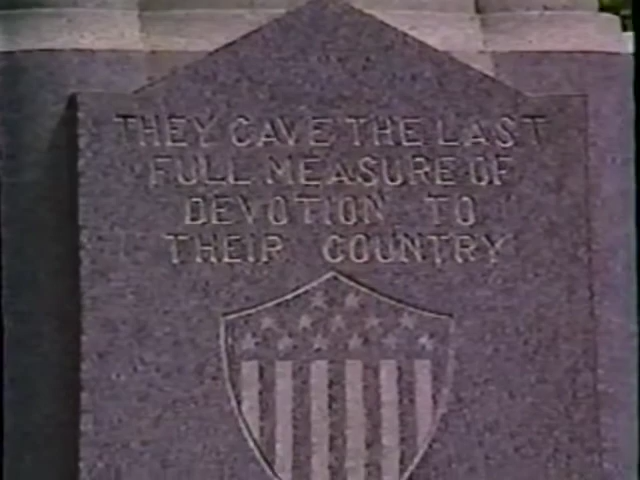 THEY GAVE THE LAST
FULL MEASURE OF
DEVOTION TO
THEIR COUNTRY